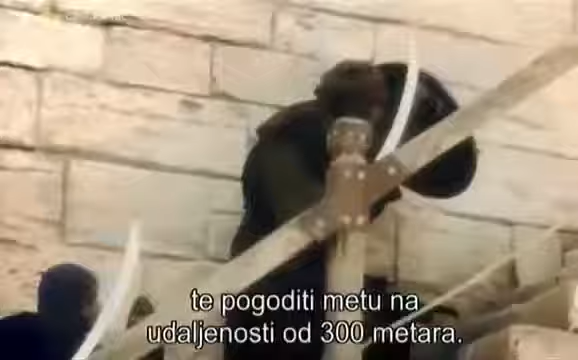 te pogoditi metu na
udaljenosti od 300 metara.